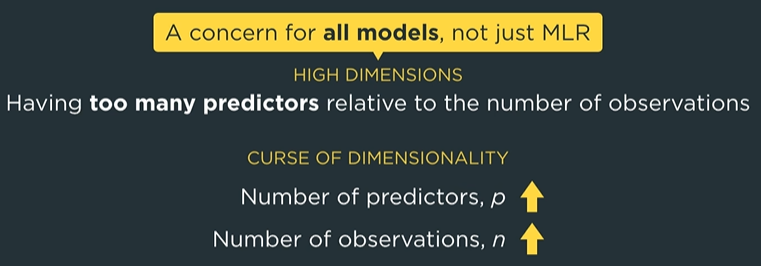 A concern for all models, not just MLR
HIGH DIMENSIONS
Having too many predictors relative to the number of observations
CURSE OF DIMENSIONALITY
Number of predictors, p
Number of observations, n